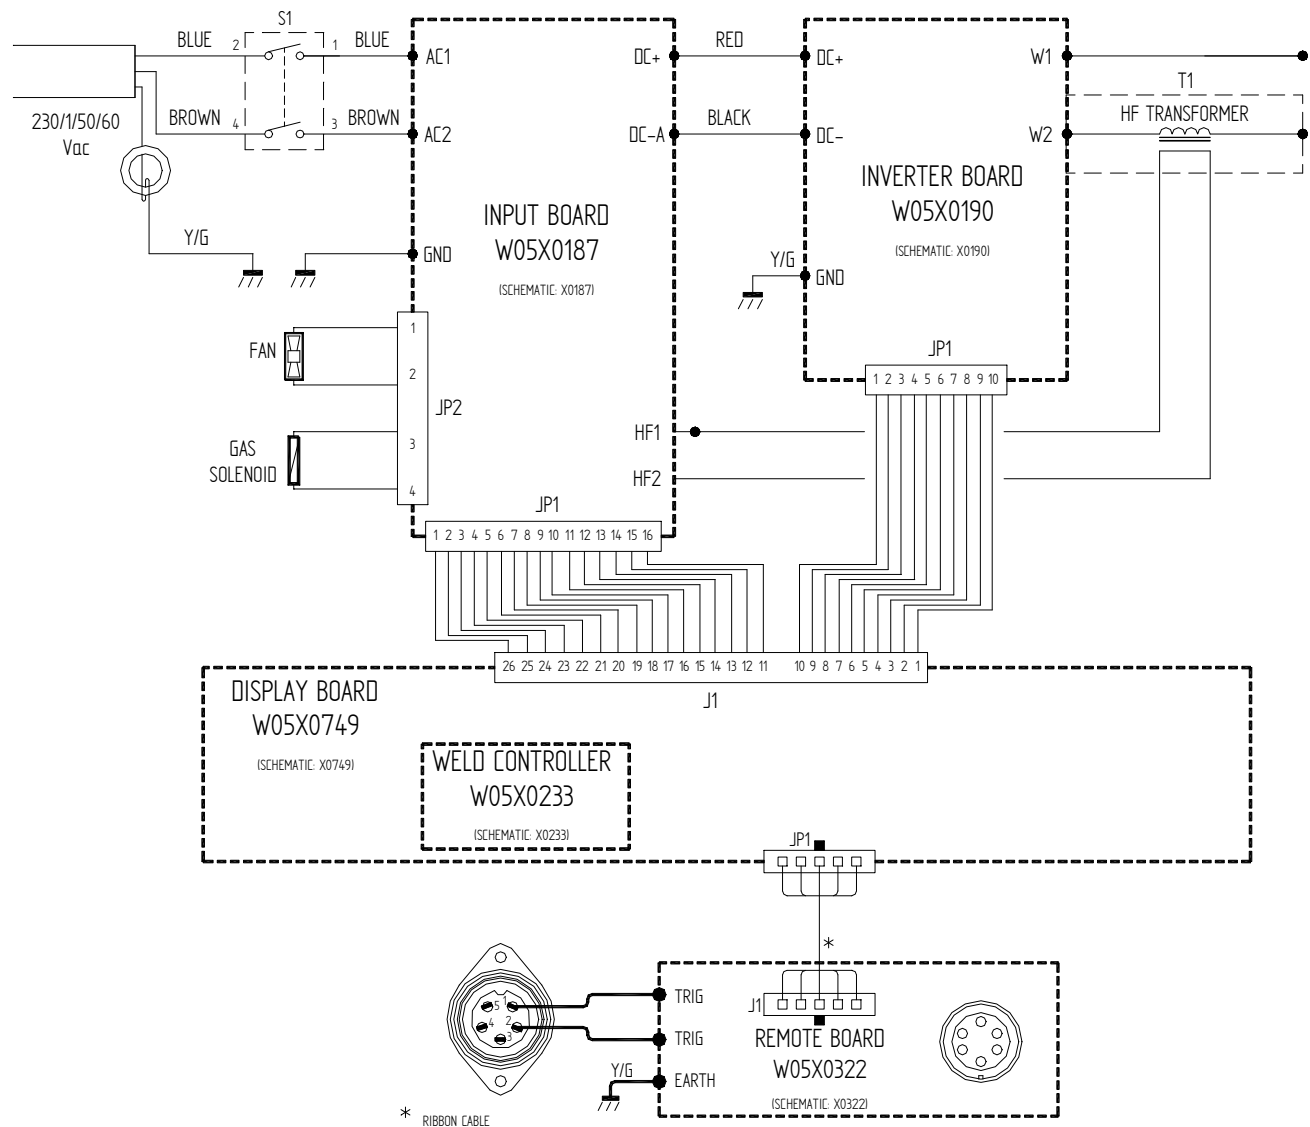 S1
BLUE 2 1 BLUE AC1 DC+ RED DC+ W1
T1
230/1/50/60
Vac
BROWN 4 3 BROWN AC2 DC-A BLACK DC- W2
HF TRANSFORMER
INPUT BOARD
W05X0187
(SCHEMATIC: X0187)
INVERTER BOARD
W05X0190
(SCHEMATIC: X0190)
Y/G
GND
Y/G
GND
FAN
1
2
JP2
3
4
GAS
SOLENOID
JP1
1 2 3 4 5 6 7 8 9 10
HF1
HF2
JP1
1 2 3 4 5 6 7 8 9 10 11 12 13 14 15 16
26 25 24 23 22 21 20 19 18 17 16 15 14 13 12 11 10 9 8 7 6 5 4 3 2 1
J1
DISPLAY BOARD
W05X0749
(SCHEMATIC: X0749)
WELD CONTROLLER
W05X0233
(SCHEMATIC: X0233)
JP1
*
5 1
4 2
3
TRIG
TRIG
Y/G
EARTH
J1
REMOTE BOARD
W05X0322
(SCHEMATIC: X0322)
* RIBBON CABLE